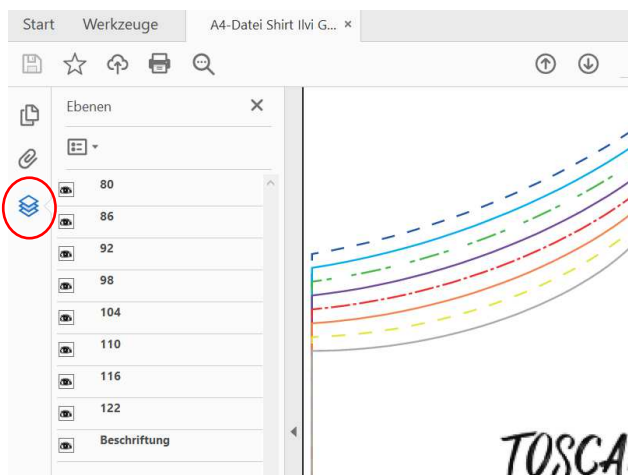 Start Werkzeuge A4-Datei Shirt Ilvi G... ×
Ebenen
80
86
92
98
104
110
116
122
Beschriftung
TOSCA